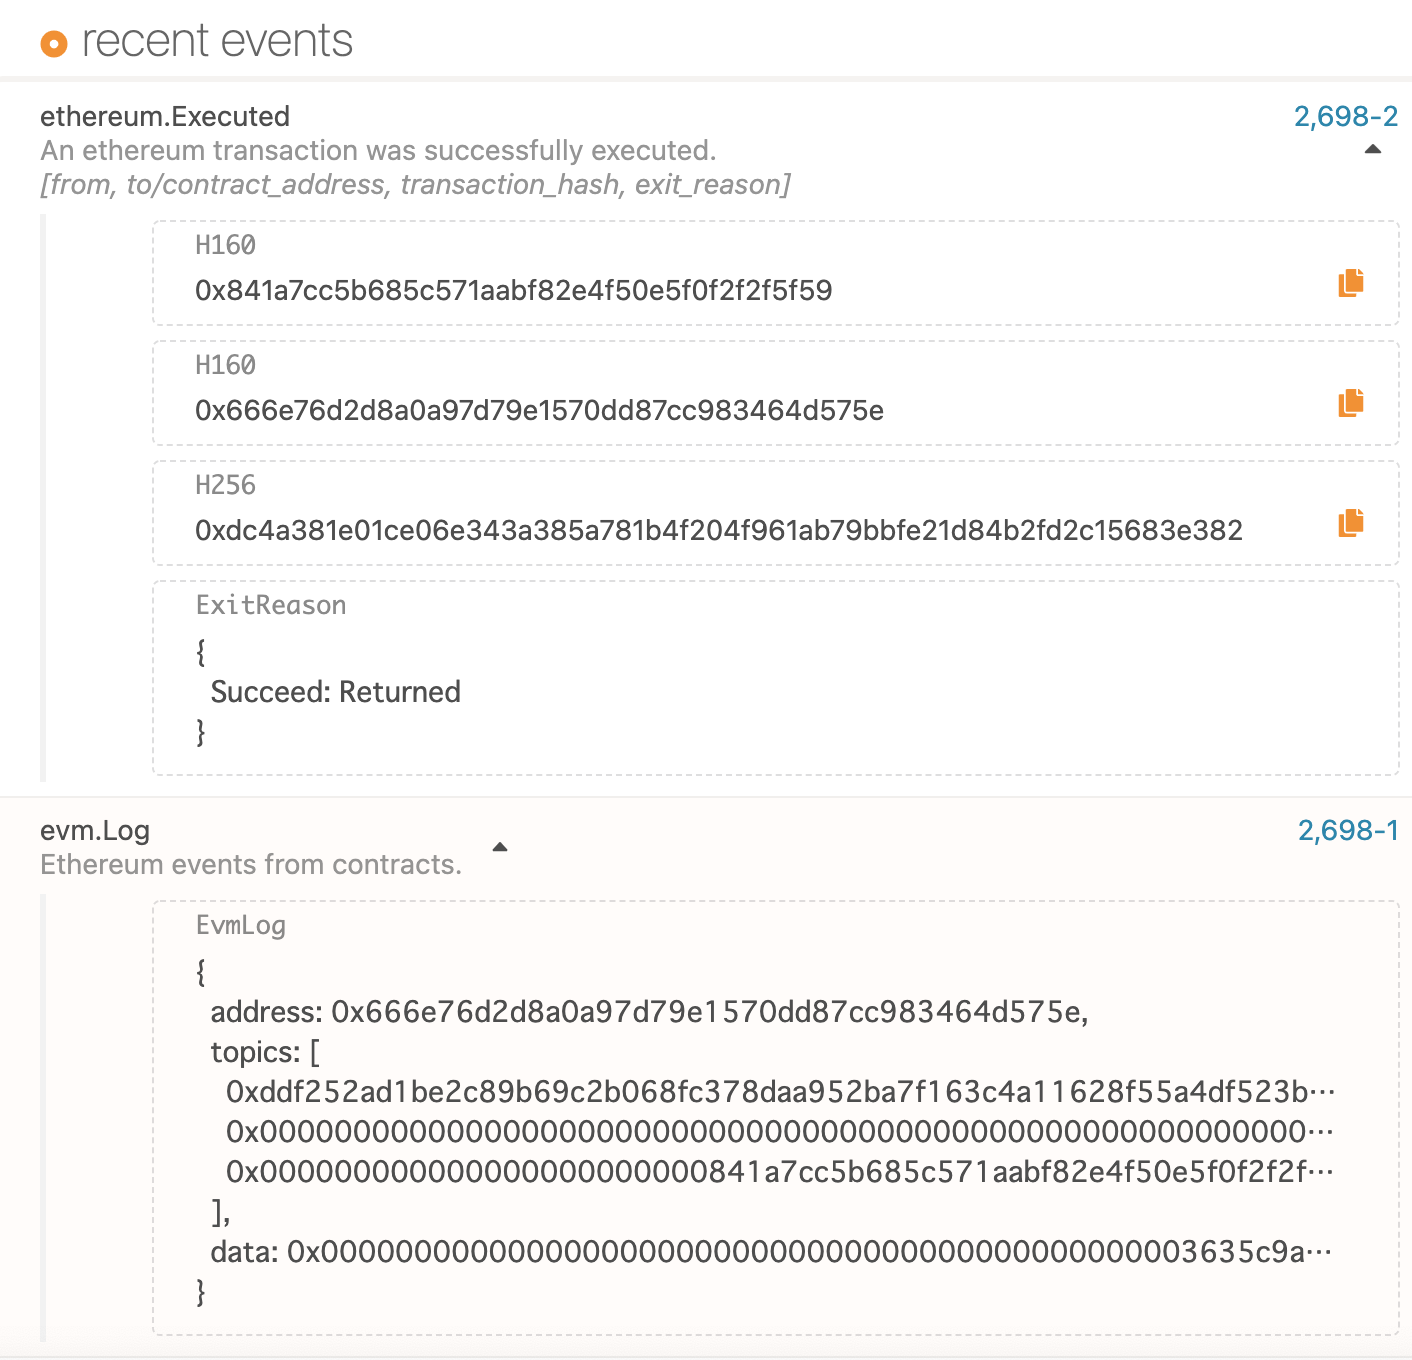 recent events
ethereum.Executed
2,698-2
An ethereum transaction was successfully executed.
[from, to/contract_address, transaction_hash, exit_reason]
H160
0x841a7cc5b685c571aabf82e4f50e5f0f2f2f5f59
H160
0x666e76d2d8a0a97d79e1570dd87cc983464d575e
H256
0xdc4a381e01ce06e343a385a781b4f204f961ab79bbfe21d84b2fd2c15683e382
ExitReason
{
Succeed: Returned
}
evm.Log
2,698-1
Ethereum events from contracts.
EvmLog
{
address: 0x666e76d2d8a0a97d79e1570dd87cc983464d575e,
topics: [
0xddf252ad1be2c89b69c2b068fc378daa952ba7f163c4a11628f55a4df523b…
0x00000000000000000000000000000000000000000000000000000000…
0x000000000000000000000000841a7cc5b685c571aabf82e4f50e5f0f2f2f…
],
data: 0x00000000000000000000000000000000000000000000003635c9a…
}